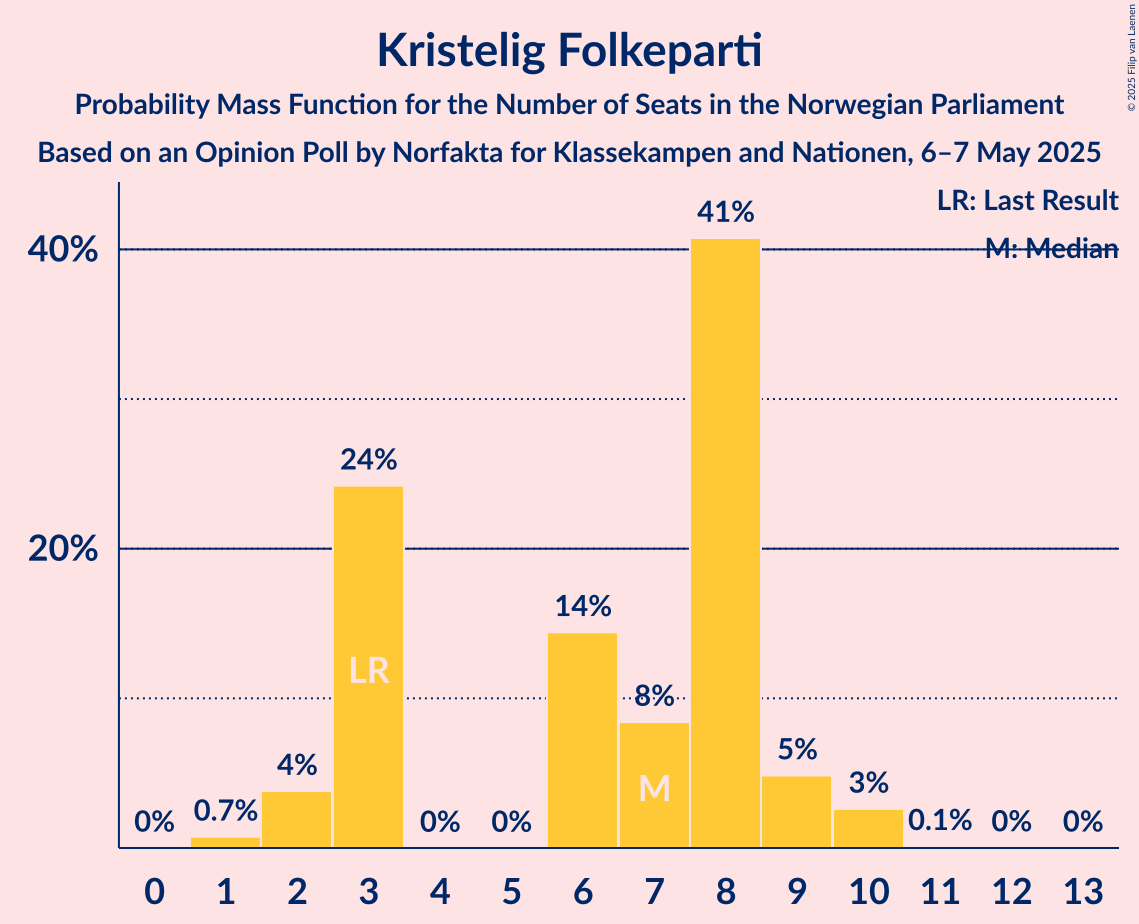 Kristelig Folkeparti
Probability Mass Function for the Number of Seats in the Norwegian Parliament
Based on an Opinion Poll by Norfakta for Klassekampen and Nationen, 6–7 May 2025
© 2025 Filip van Laenen
LR: Last Result
M: Median
40%
20%
0%
0.7%
4%
24%
0%
0%
14%
8%
41%
5%
3%
0.1%
0%
0%
LR
M
0 1 2 3 4 5 6 7 8 9 10 11 12 13